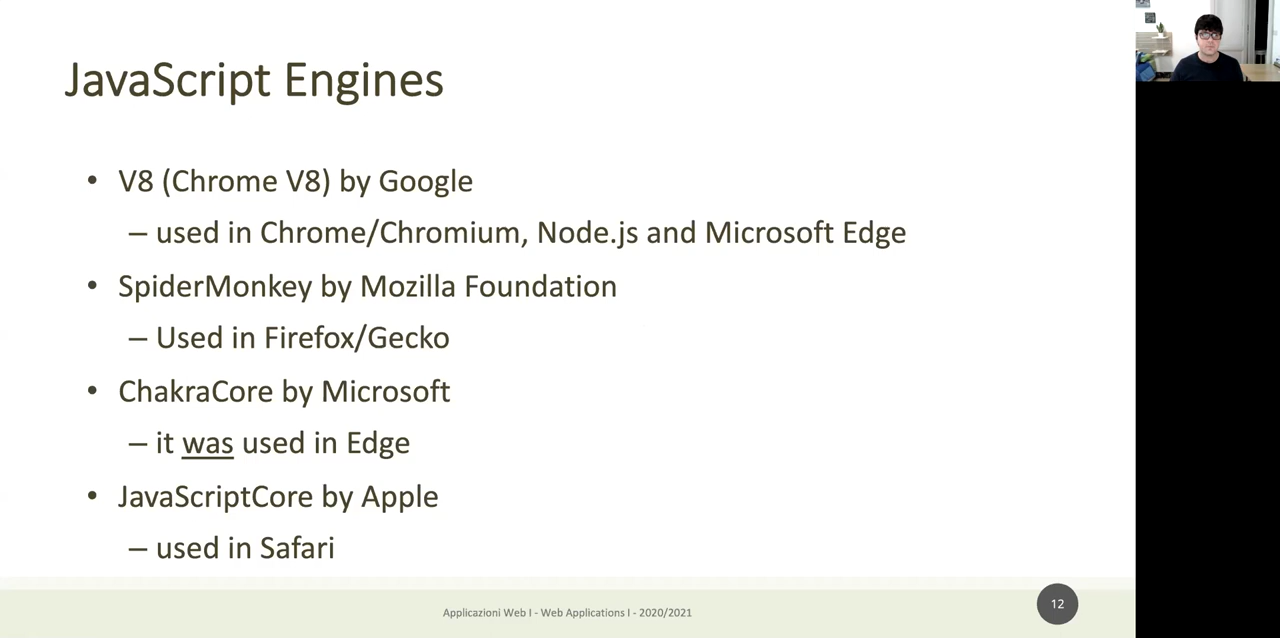 JavaScript Engines
• V8 (Chrome V8) by Google
– used in Chrome/Chromium, Node.js and Microsoft Edge
• SpiderMonkey by Mozilla Foundation
– Used in Firefox/Gecko
• ChakraCore by Microsoft
– it was used in Edge
• JavaScriptCore by Apple
– used in Safari
Applicazioni Web I - Web Applications I - 2020/2021
12